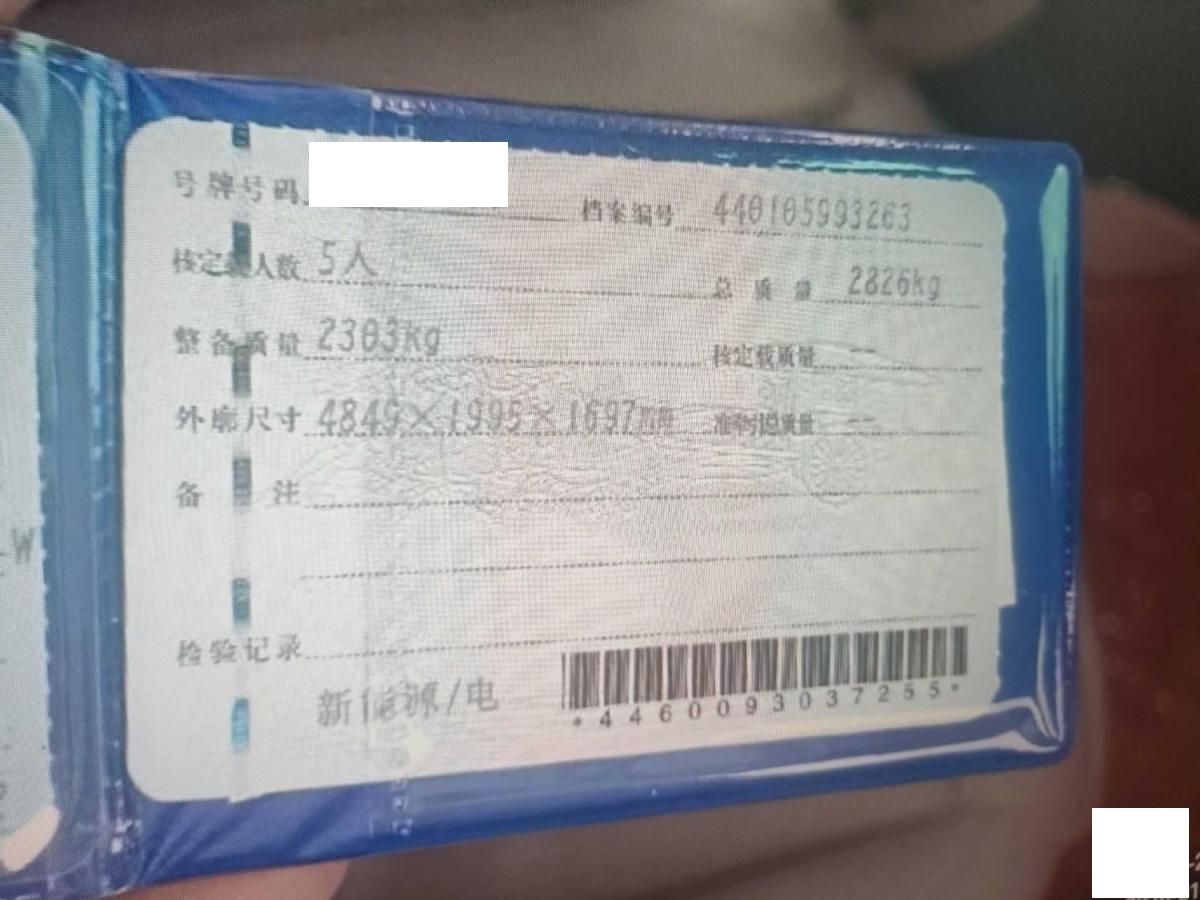 号牌号码
档案编号 440105993263
核定载人数 5人
总质量 2826kg
整备质量 2303kg
核定载质量 --
外廓尺寸 4849×1995×1697mm
准牵引总质量 --
备注
检验记录
新能源/电
*4460093037255*
-W